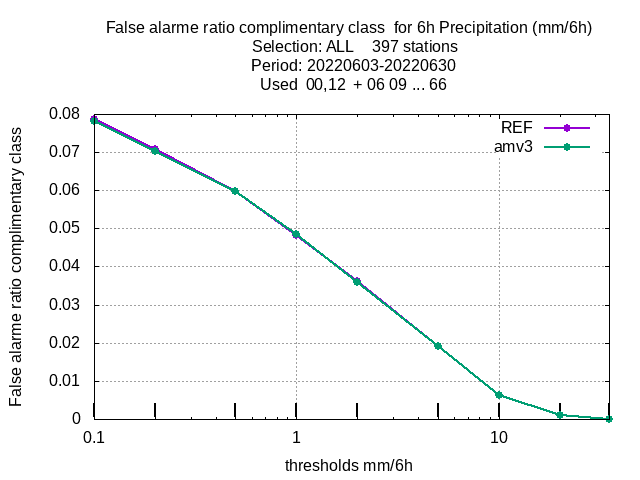 False alarme ratio complimentary class  for 6h Precipitation (mm/6h)
Selection: ALL    397 stations
Period: 20220603-20220630
Used  00,12  + 06 09 ... 66
REF
amv3
False alarme ratio complimentary class
0.08
0.07
0.06
0.05
0.04
0.03
0.02
0.01
0
0.1 1 10
thresholds mm/6h